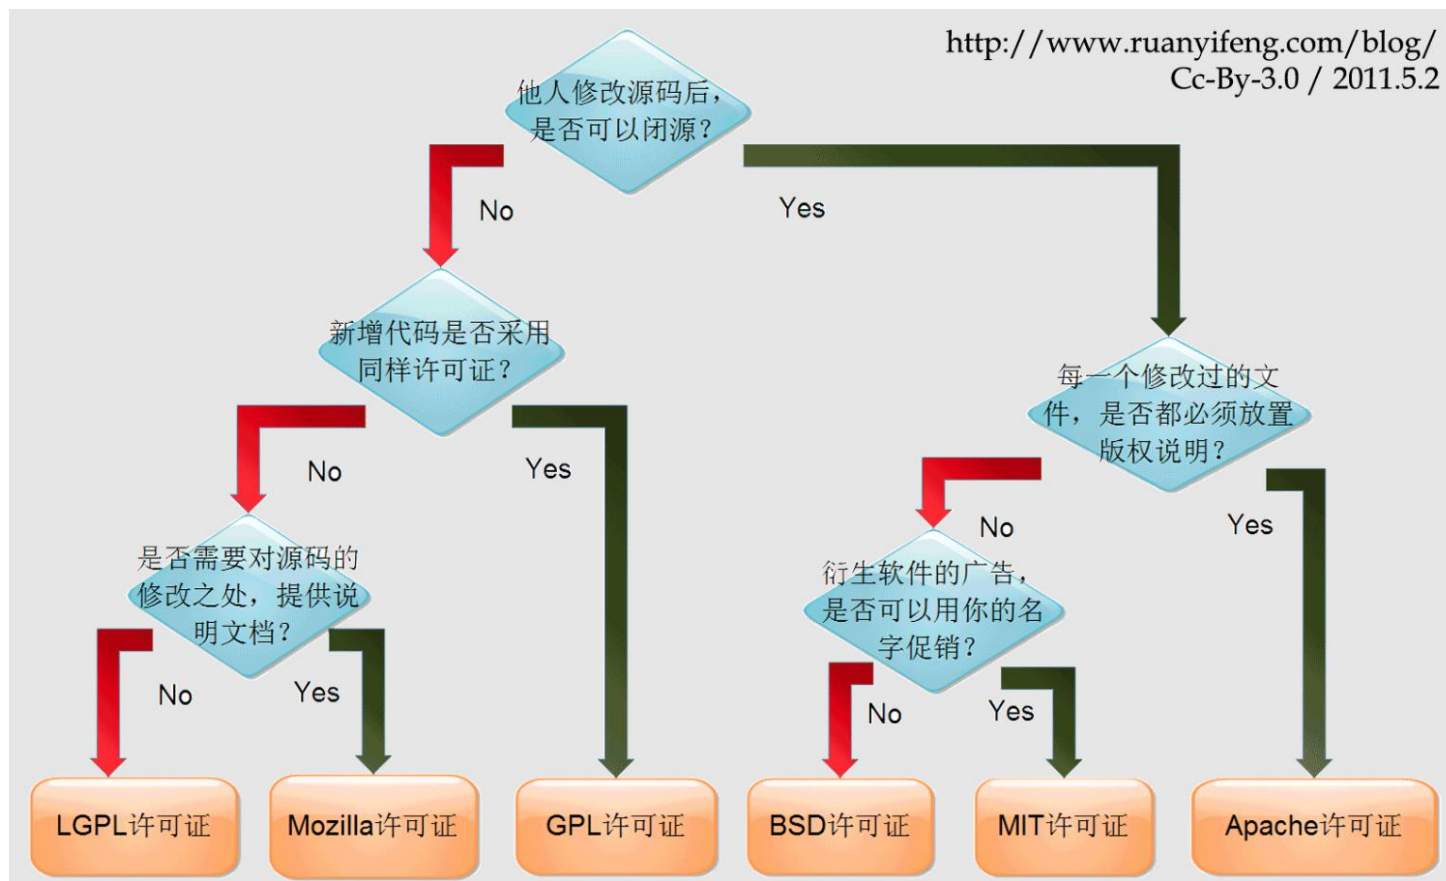 http://www.ruanyifeng.com/blog/
Cc-By-3.0 / 2011.5.2
他人修改源码后，
是否可以闭源？
No
Yes
新增代码是否采用
同样许可证？
每一个修改过的文
件，是否都必须放置
版权说明？
No
Yes
No
Yes
是否需要对源码的
修改之处，提供说
明文档？
衍生软件的广告，
是否可以用你的名
字促销？
No
Yes
No
Yes
LGPL许可证
Mozilla许可证
GPL许可证
BSD许可证
MIT许可证
Apache许可证